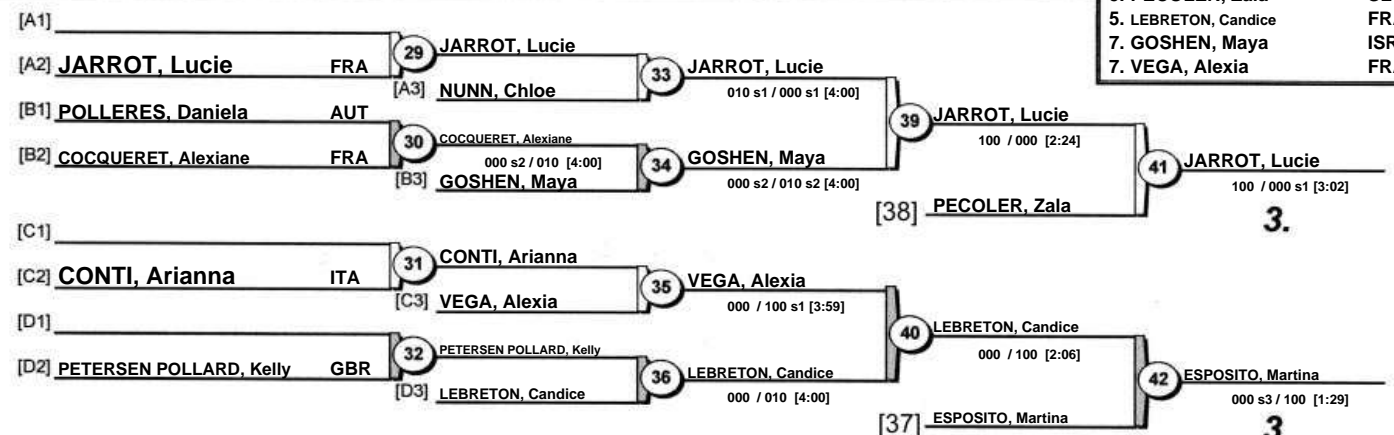 5. LEBRETON, Candice
7. GOSHEN, Maya ISR
7. VEGA, Alexia
[A1]
[A2] JARROT, Lucie FRA
29 JARROT, Lucie
[A3] NUNN, Chloe
33 JARROT, Lucie
010 s1 / 000 s1 [4:00]
[B1] POLLERES, Daniela AUT
[B2] COCQUERET, Alexiane FRA
30 COCQUERET, Alexiane
000 s2 / 010 [4:00]
[B3] GOSHEN, Maya
34 GOSHEN, Maya
000 s2 / 010 s2 [4:00]
39 JARROT, Lucie
100 / 000 [2:24]
[38] PECOLER, Zala
41 JARROT, Lucie
100 / 000 s1 [3:02]
3.
[C1]
[C2] CONTI, Arianna ITA
31 CONTI, Arianna
[C3] VEGA, Alexia
35 VEGA, Alexia
000 / 100 s1 [3:59]
[D1]
[D2] PETERSEN POLLARD, Kelly GBR
32 PETERSEN POLLARD, Kelly
[D3] LEBRETON, Candice
36 LEBRETON, Candice
000 / 010 [4:00]
40 LEBRETON, Candice
000 / 100 [2:06]
[37] ESPOSITO, Martina
42 ESPOSITO, Martina
000 s3 / 100 [1:29]
3